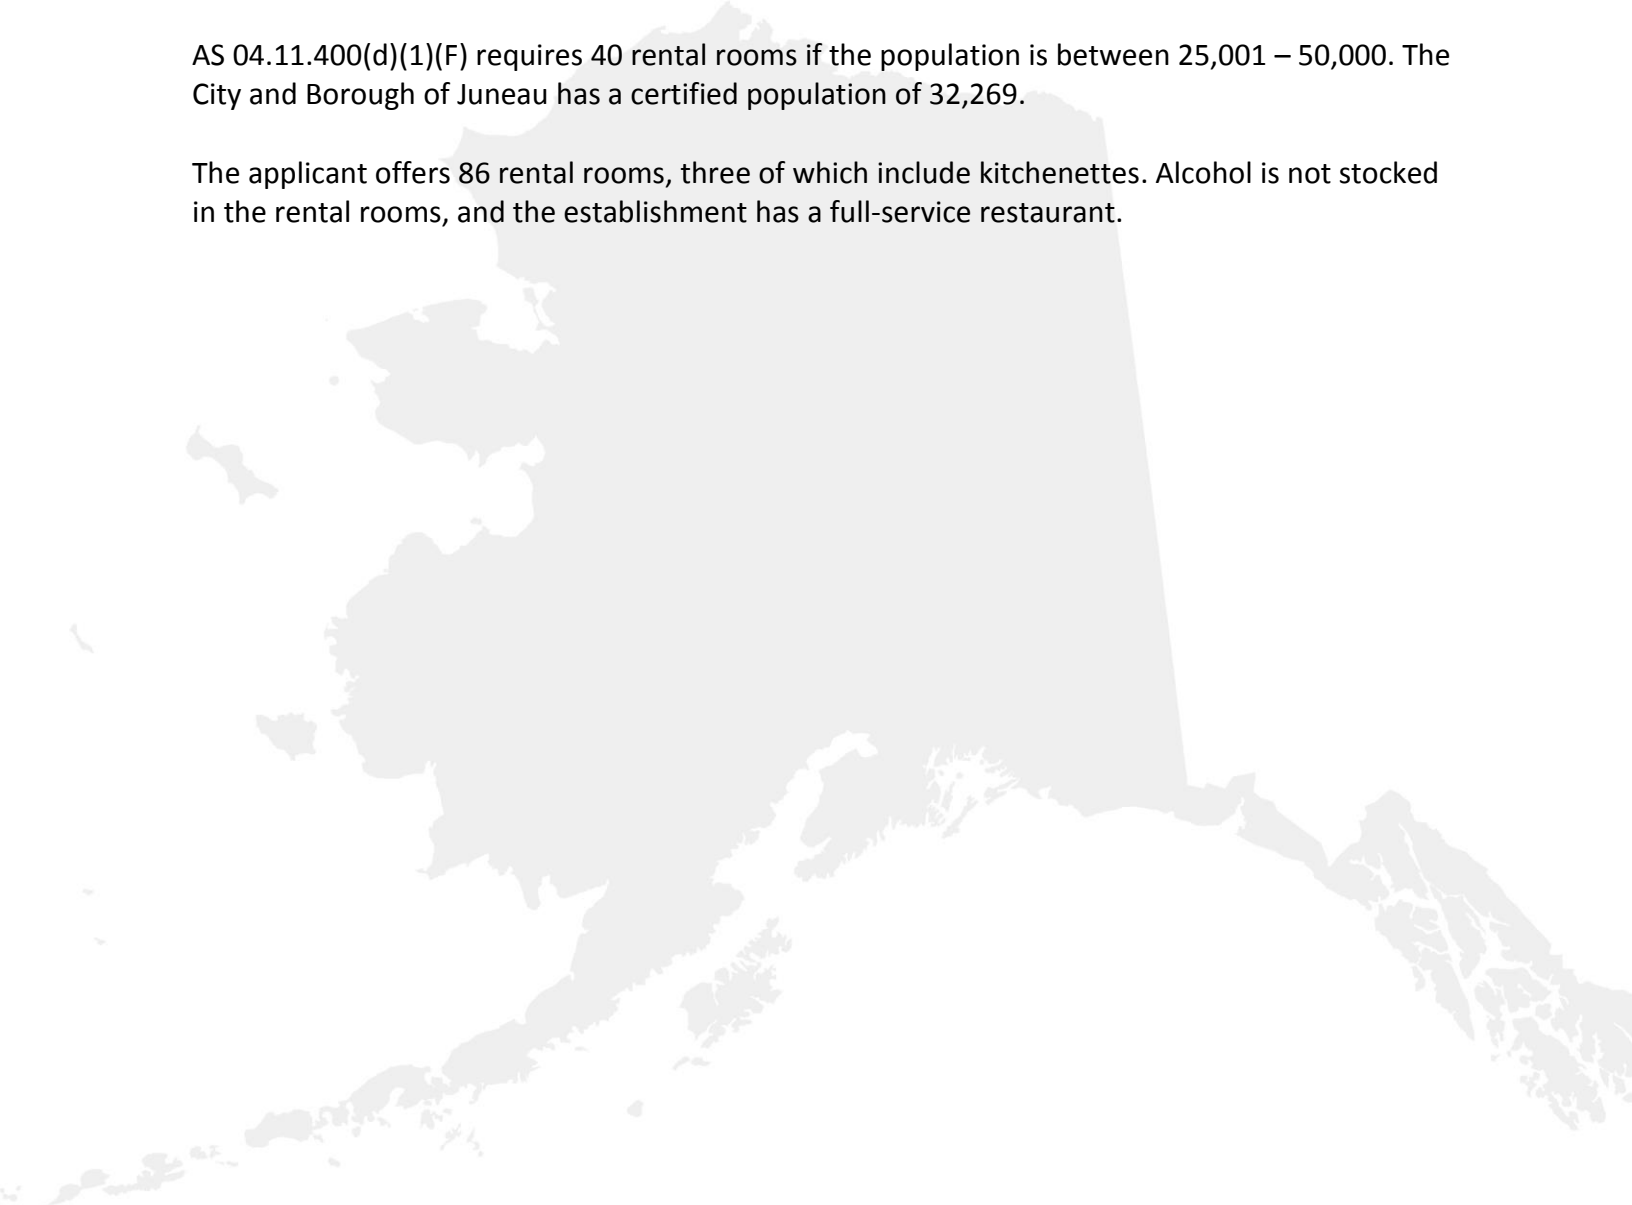 AS 04.11.400(d)(1)(F) requires 40 rental rooms if the population is between 25,001 – 50,000. The
City and Borough of Juneau has a certified population of 32,269.
The applicant offers 86 rental rooms, three of which include kitchenettes. Alcohol is not stocked
in the rental rooms, and the establishment has a full-service restaurant.